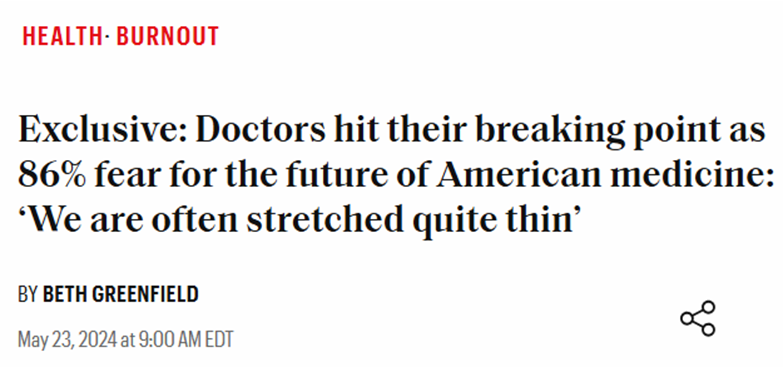 HEALTH· BURNOUT
Exclusive: Doctors hit their breaking point as
86% fear for the future of American medicine:
‘We are often stretched quite thin’
BY BETH GREENFIELD
May 23, 2024 at 9:00 AM EDT